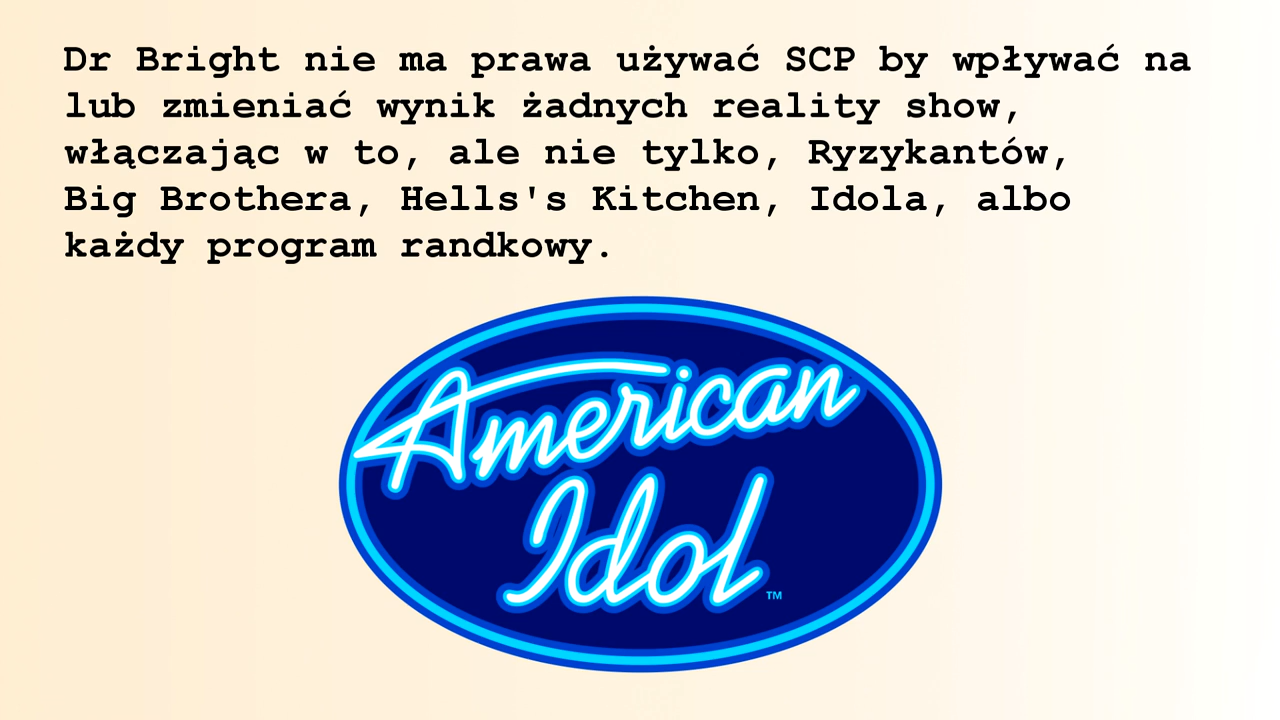 Dr Bright nie ma prawa używać SCP by wpływać na
lub zmieniać wynik żadnych reality show,
włączając w to, ale nie tylko, Ryzykantów,
Big Brothera, Hells's Kitchen, Idola, albo
każdy program randkowy.
American
Idol
TM